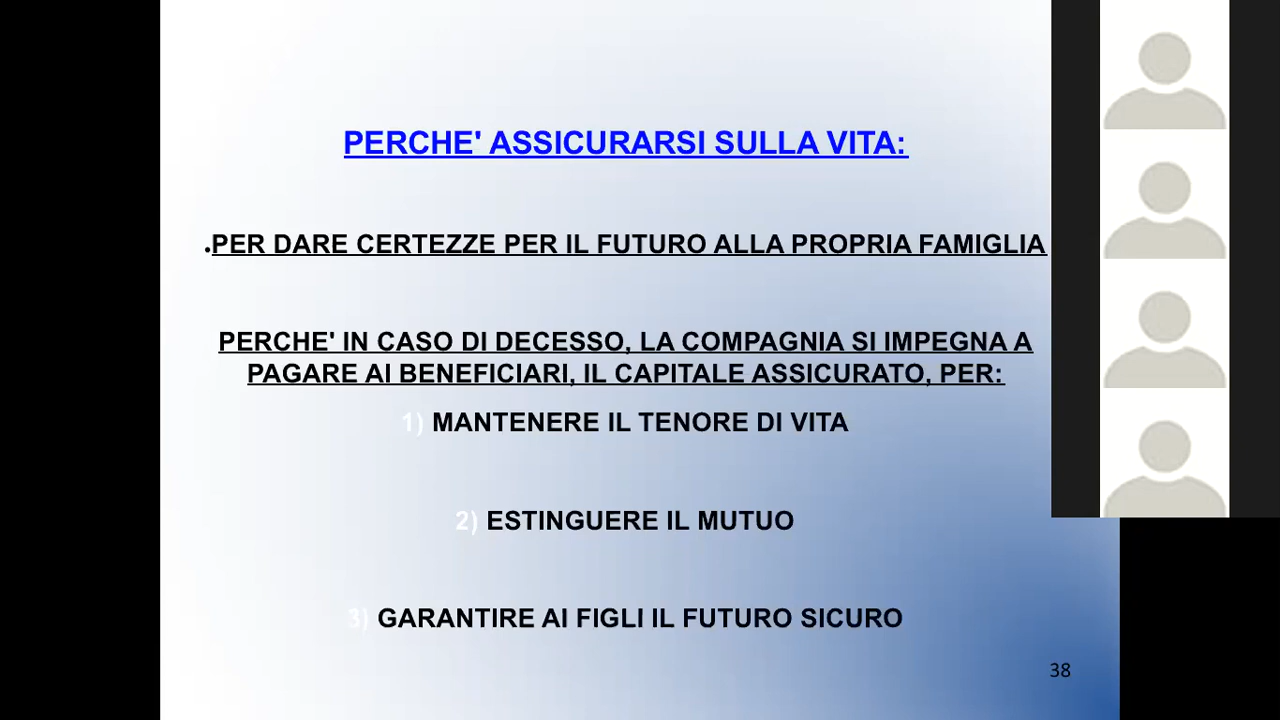 PERCHE' ASSICURARSI SULLA VITA:
.PER DARE CERTEZZE PER IL FUTURO ALLA PROPRIA FAMIGLIA
PERCHE' IN CASO DI DECESSO, LA COMPAGNIA SI IMPEGNA A
PAGARE AI BENEFICIARI, IL CAPITALE ASSICURATO, PER:
1) MANTENERE IL TENORE DI VITA
2) ESTINGUERE IL MUTUO
3) GARANTIRE AI FIGLI IL FUTURO SICURO
38